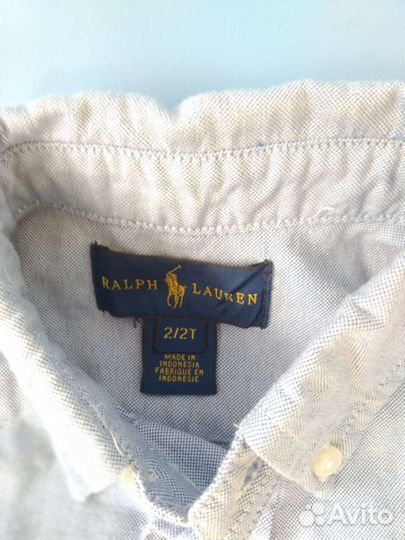 RALPH LAUREN
2/2T
MADE IN
INDONESIA
FABRIQUÉ EN
INDONÉSIE
Avito